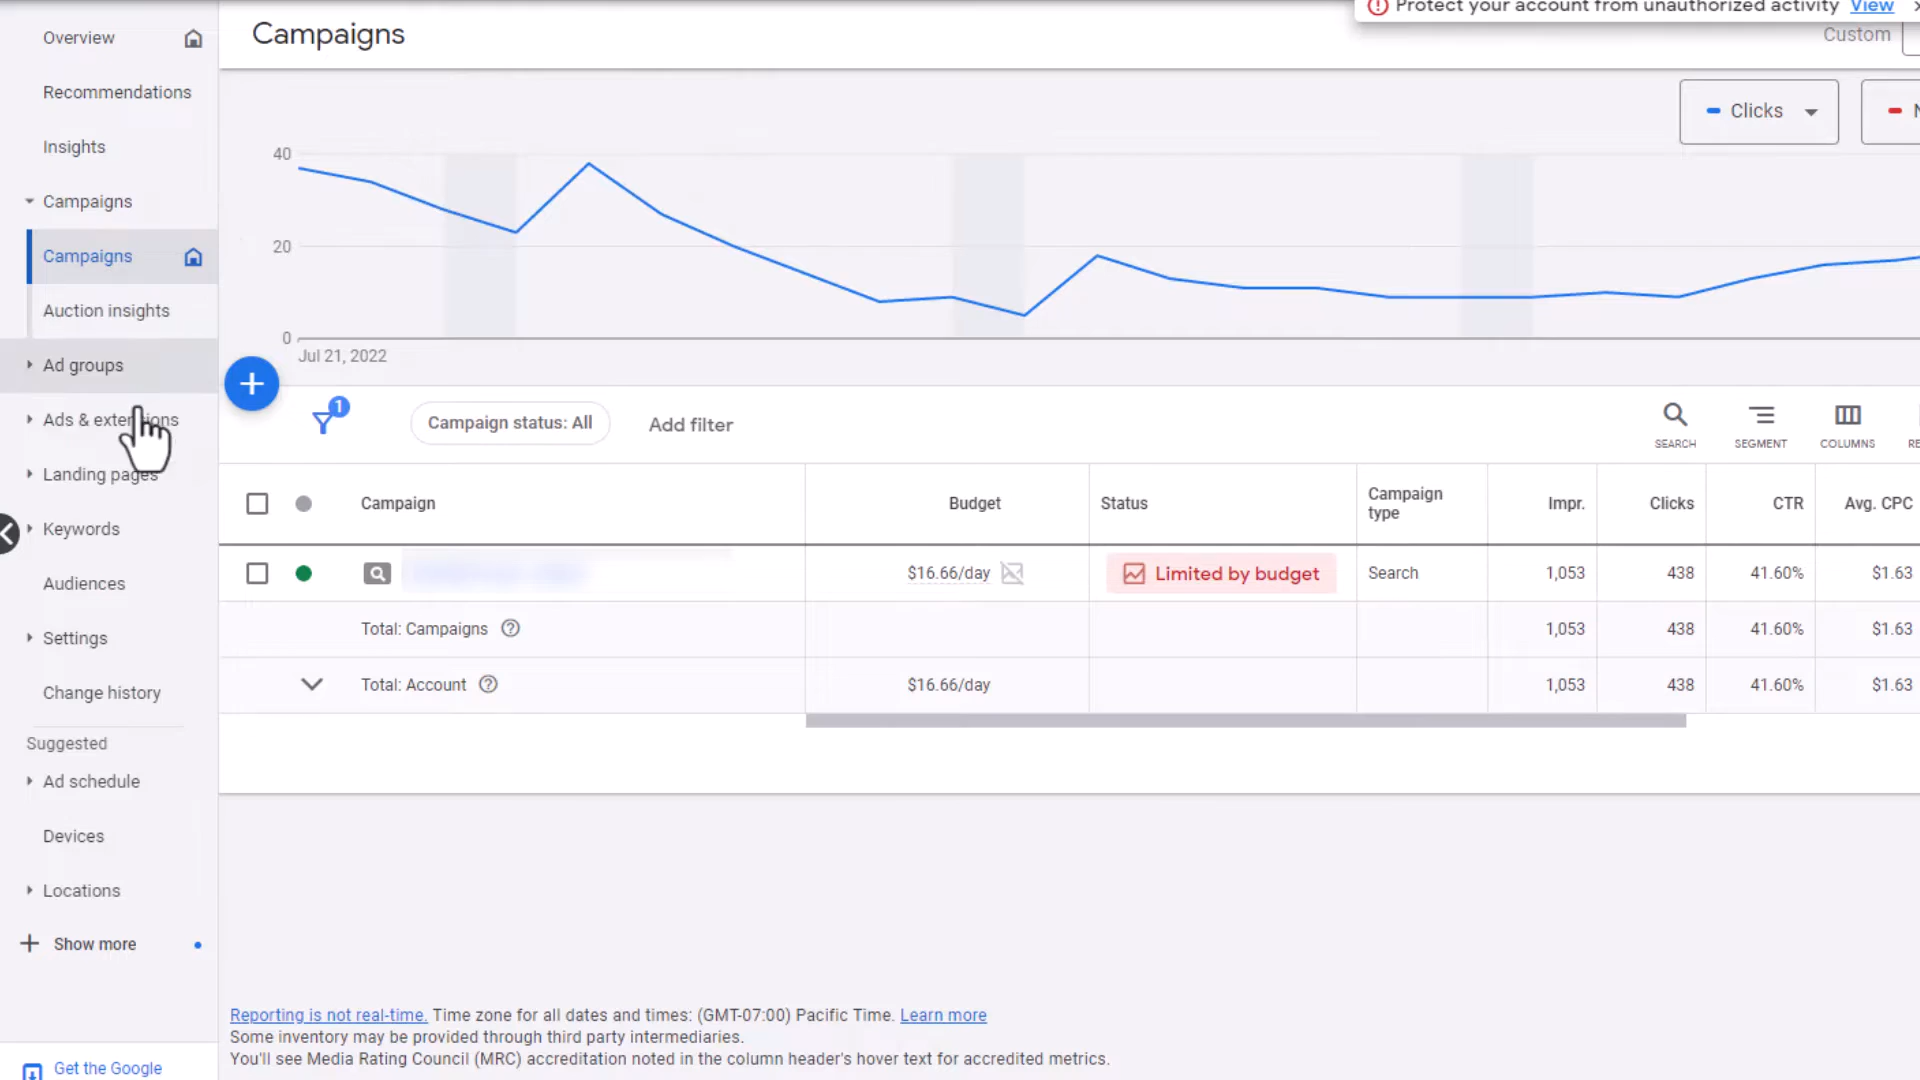 Protect your account from unauthorized activity View
Overview
Campaigns
Custom
Recommendations
Clicks
Insights
40
Campaigns
20
Campaigns
Auction insights
0
Jul 21, 2022
Ad groups
1
Campaign status: All
Add filter
SEARCH
SEGMENT
COLUMNS
Ads & extensions
Landing pages
Campaign
Budget
Status
Campaign type
Impr.
Clicks
CTR
Avg. CPC
Keywords
$16.66/day
Limited by budget
Search
1,053
438
41.60%
$1.63
Audiences
Total: Campaigns
1,053
438
41.60%
$1.63
Settings
Total: Account
$16.66/day
1,053
438
41.60%
$1.63
Change history
Suggested
Ad schedule
Devices
Locations
Show more
Reporting is not real-time. Time zone for all dates and times: (GMT-07:00) Pacific Time. Learn more
Some inventory may be provided through third party intermediaries.
You'll see Media Rating Council (MRC) accreditation noted in the column header's hover text for accredited metrics.
Get the Google